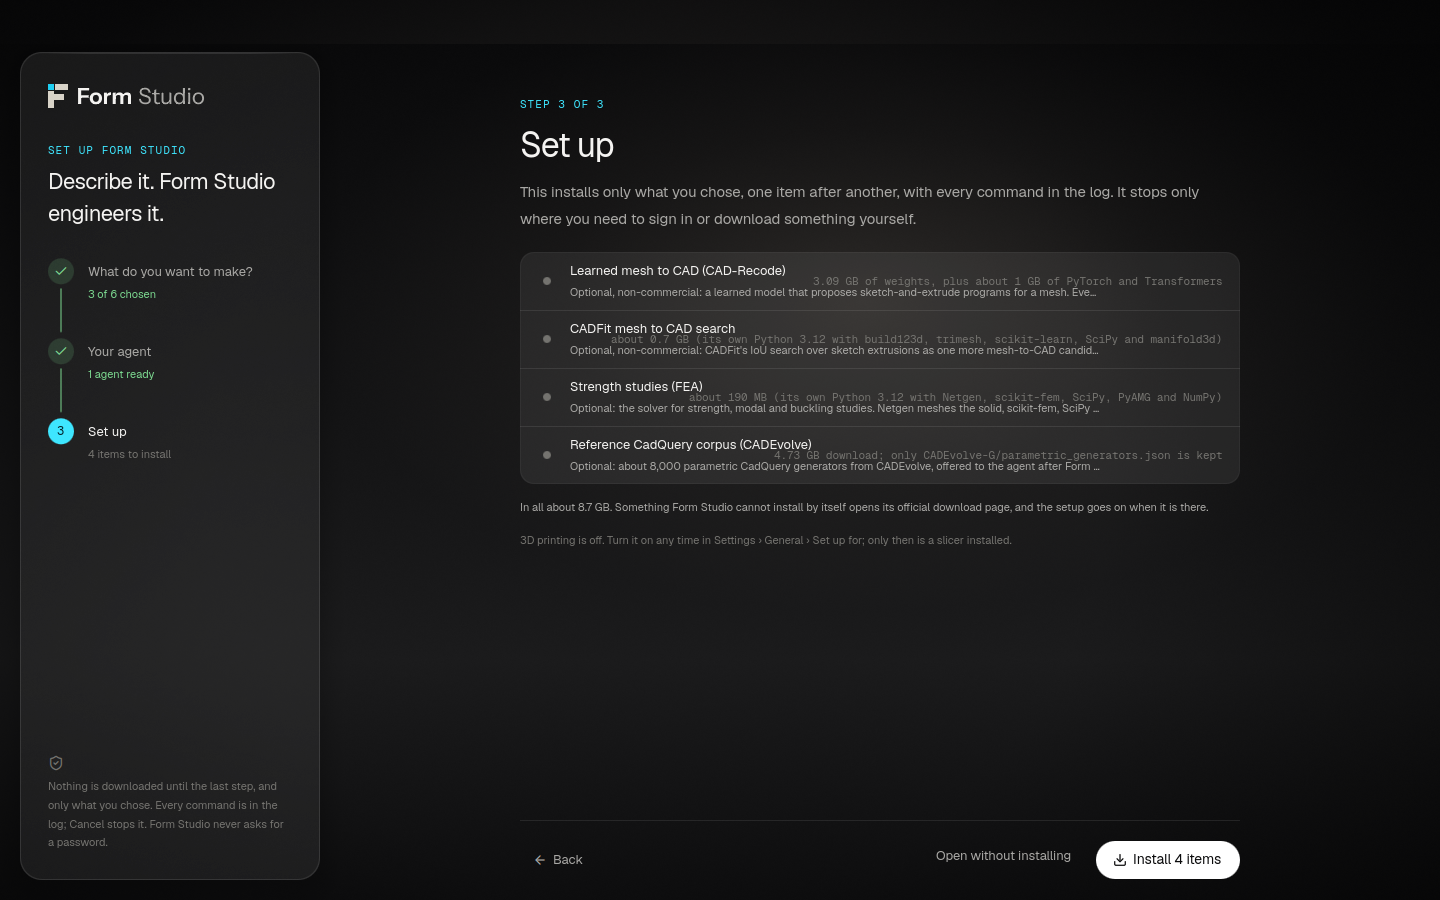 Form Studio
SET UP FORM STUDIO
Describe it. Form Studio
engineers it.
What do you want to make?
3 of 6 chosen
Your agent
1 agent ready
3
Set up
4 items to install
Nothing is downloaded until the last step, and
only what you chose. Every command is in the
log; Cancel stops it. Form Studio never asks for
a password.
STEP 3 OF 3
Set up
This installs only what you chose, one item after another, with every command in the log. It stops only
where you need to sign in or download something yourself.
Learned mesh to CAD (CAD-Recode)
3.09 GB of weights, plus about 1 GB of PyTorch and Transformers
Optional, non-commercial: a learned model that proposes sketch-and-extrude programs for a mesh. Eve...
CADFit mesh to CAD search
about 0.7 GB (its own Python 3.12 with build123d, trimesh, scikit-learn, SciPy and manifold3d)
Optional, non-commercial: CADFit's IoU search over sketch extrusions as one more mesh-to-CAD candid...
Strength studies (FEA)
about 190 MB (its own Python 3.12 with Netgen, scikit-fem, SciPy, PyAMG and NumPy)
Optional: the solver for strength, modal and buckling studies. Netgen meshes the solid, scikit-fem, SciPy ...
Reference CadQuery corpus (CADEvolve)
4.73 GB download; only CADEvolve-G/parametric_generators.json is kept
Optional: about 8,000 parametric CadQuery generators from CADEvolve, offered to the agent after Form ...
In all about 8.7 GB. Something Form Studio cannot install by itself opens its official download page, and the setup goes on when it is there.
3D printing is off. Turn it on any time in Settings › General › Set up for; only then is a slicer installed.
Back
Open without installing
Install 4 items